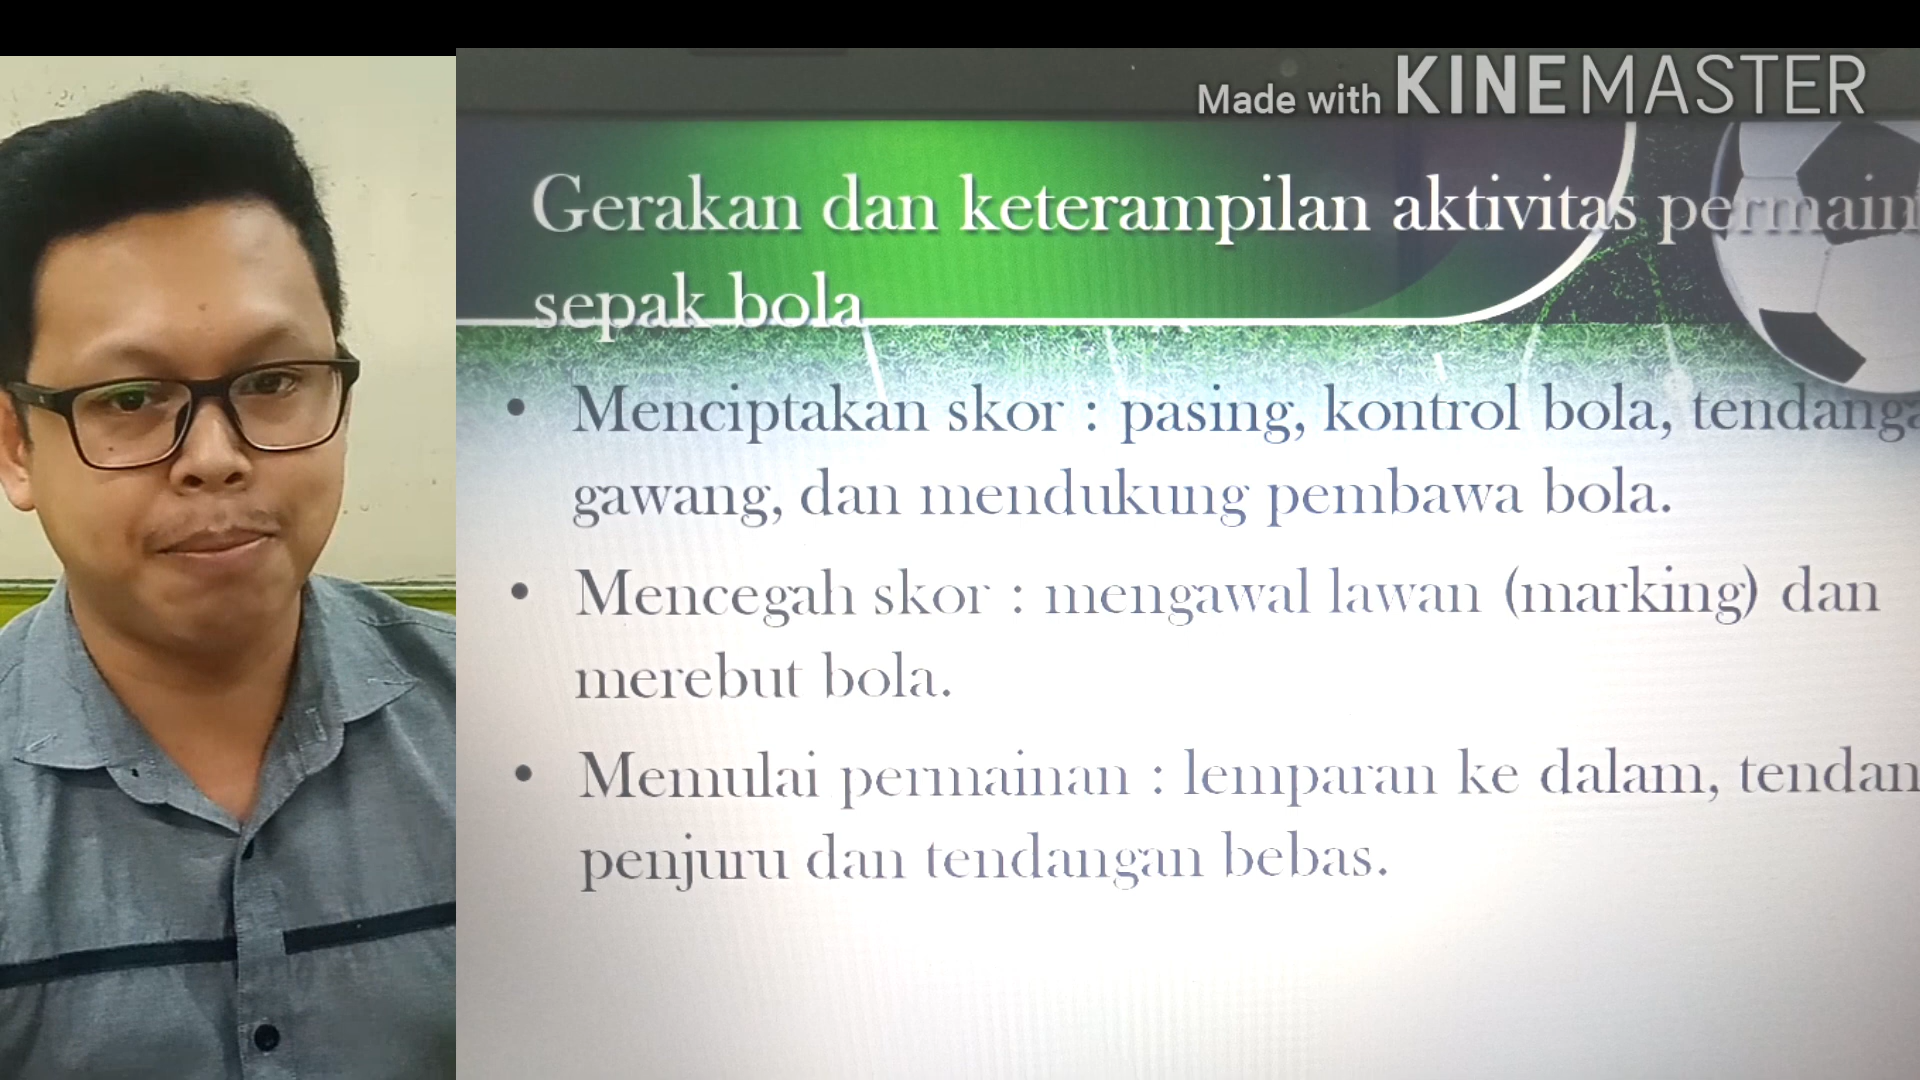 Made with KINEMASTER
Gerakan dan keterampilan aktivitas
sepak bola
Menciptakan skor : pasing, kontrol bola,
gawang, dan mendukung pembawa bola.
Mencegah skor : mengawal lawan (marking) dan
merebut bola.
Memulai permainan : lemparan ke dalam,
penjuru dan tendangan bebas.